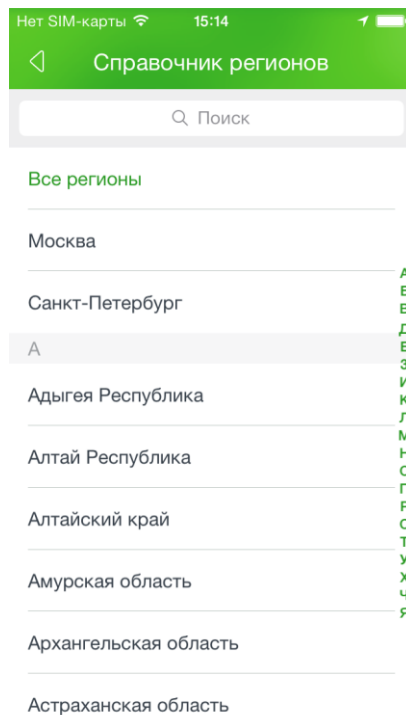 Нет SIM-карты 15:14
Справочник регионов
Поиск
Все регионы
Москва
Санкт-Петербург
А
Адыгея Республика
Алтай Республика
Алтайский край
Амурская область
Архангельская область
Астраханская область
А
Б
В
Д
Е
З
И
К
Л
М
Н
О
П
Р
С
Т
У
Х
Ч
Я